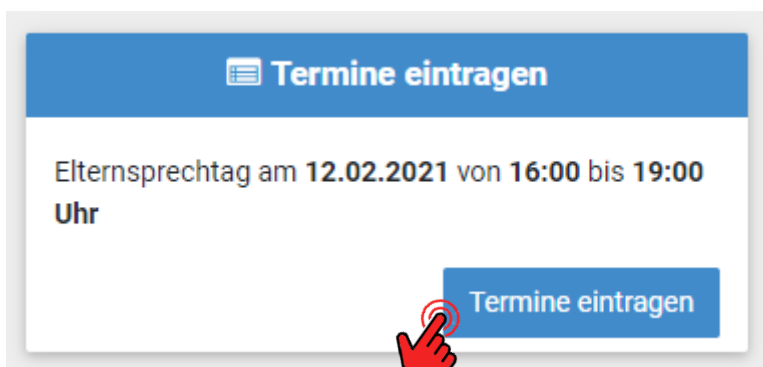 Termine eintragen
Elternsprechtag am 12.02.2021 von 16:00 bis 19:00
Uhr
Termine eintragen